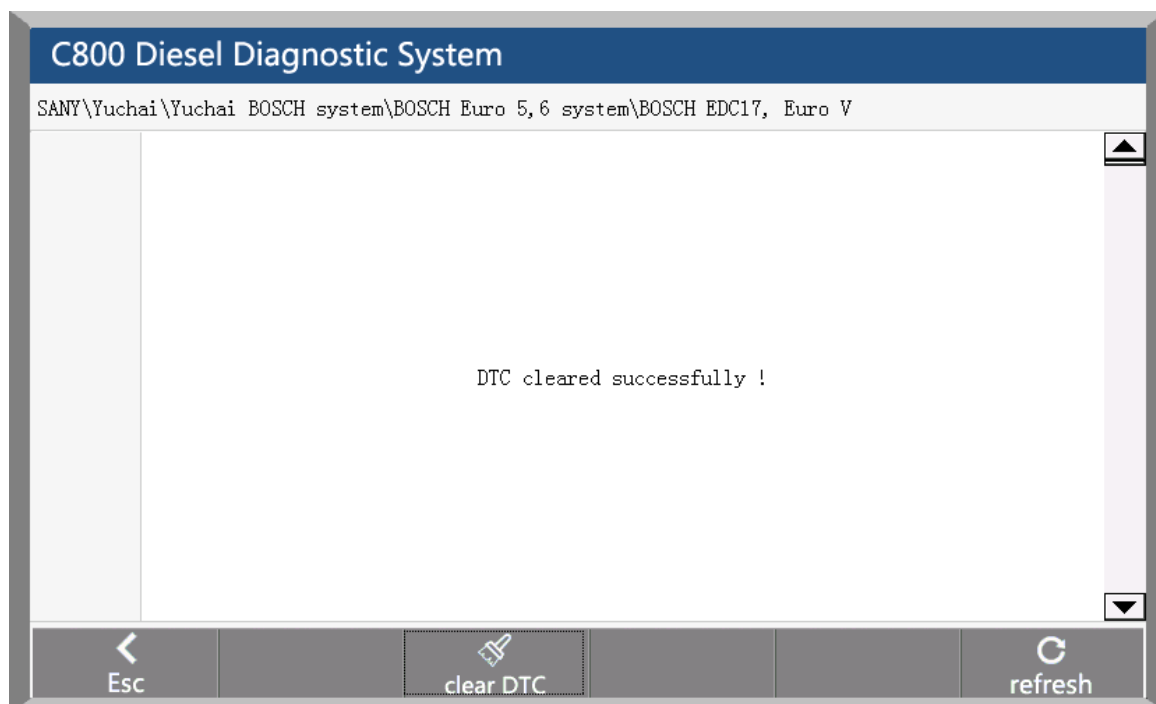 C800 Diesel Diagnostic System
SANY\Yuchai\Yuchai BOSCH system\BOSCH Euro 5,6 system\BOSCH EDC17, Euro V
DTC cleared successfully !
Esc
clear DTC
refresh